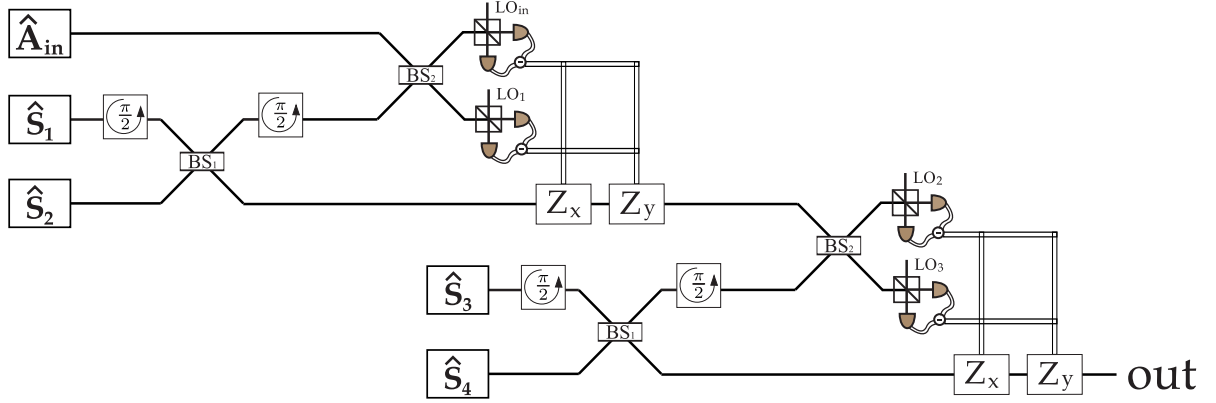 Â_in
LO_in
BS₂
Ŝ₁
π/2
π/2
LO₁
BS₁
Ŝ₂
Z_x
Z_y
LO₂
BS₂
Ŝ₃
π/2
π/2
LO₃
BS₁
Ŝ₄
Z_x
Z_y
out